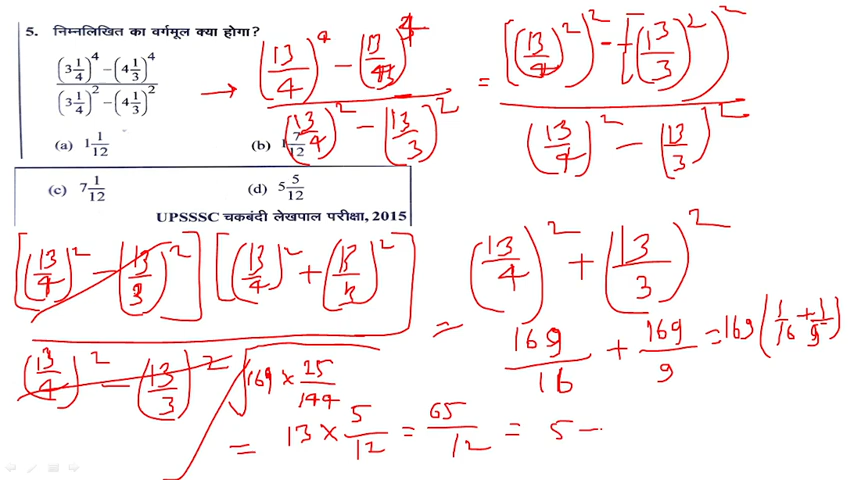 5. निम्नलिखित का वर्गमूल क्या होगा?
((3 1/4)^4 - (4 1/3)^4) / ((3 1/4)^2 - (4 1/3)^2)
→ ((13/4)^4 - (13/3)^4) / ((13/4)^2 - (13/3)^2) = ([(13/4)^2]^2 - [(13/3)^2]^2) / ((13/4)^2 - (13/3)^2)
(a) 1 1/12 (b) 1 7/12
(c) 7 1/12 (d) 5 5/12
UPSSSC चकबंदी लेखपाल परीक्षा, 2015
[(13/4)^2 - (13/3)^2] [(13/4)^2 + (13/3)^2] / ((13/4)^2 - (13/3)^2) = (13/4)^2 + (13/3)^2
169/16 + 169/9 = 169(1/16 + 1/9)
√(169 × 25/144)
= 13 × 5/12 = 65/12 = 5 -